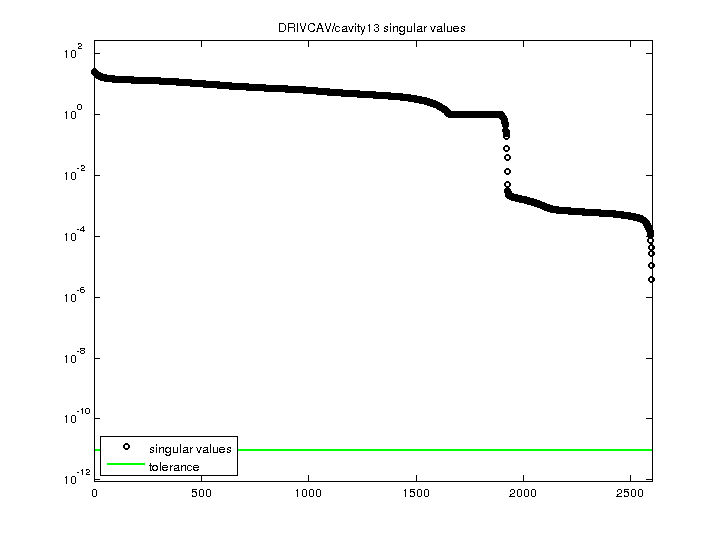 DRIVCAV/cavity13 singular values
10^2
10^0
10^-2
10^-4
10^-6
10^-8
10^-10
10^-12
singular values
tolerance
0 500 1000 1500 2000 2500